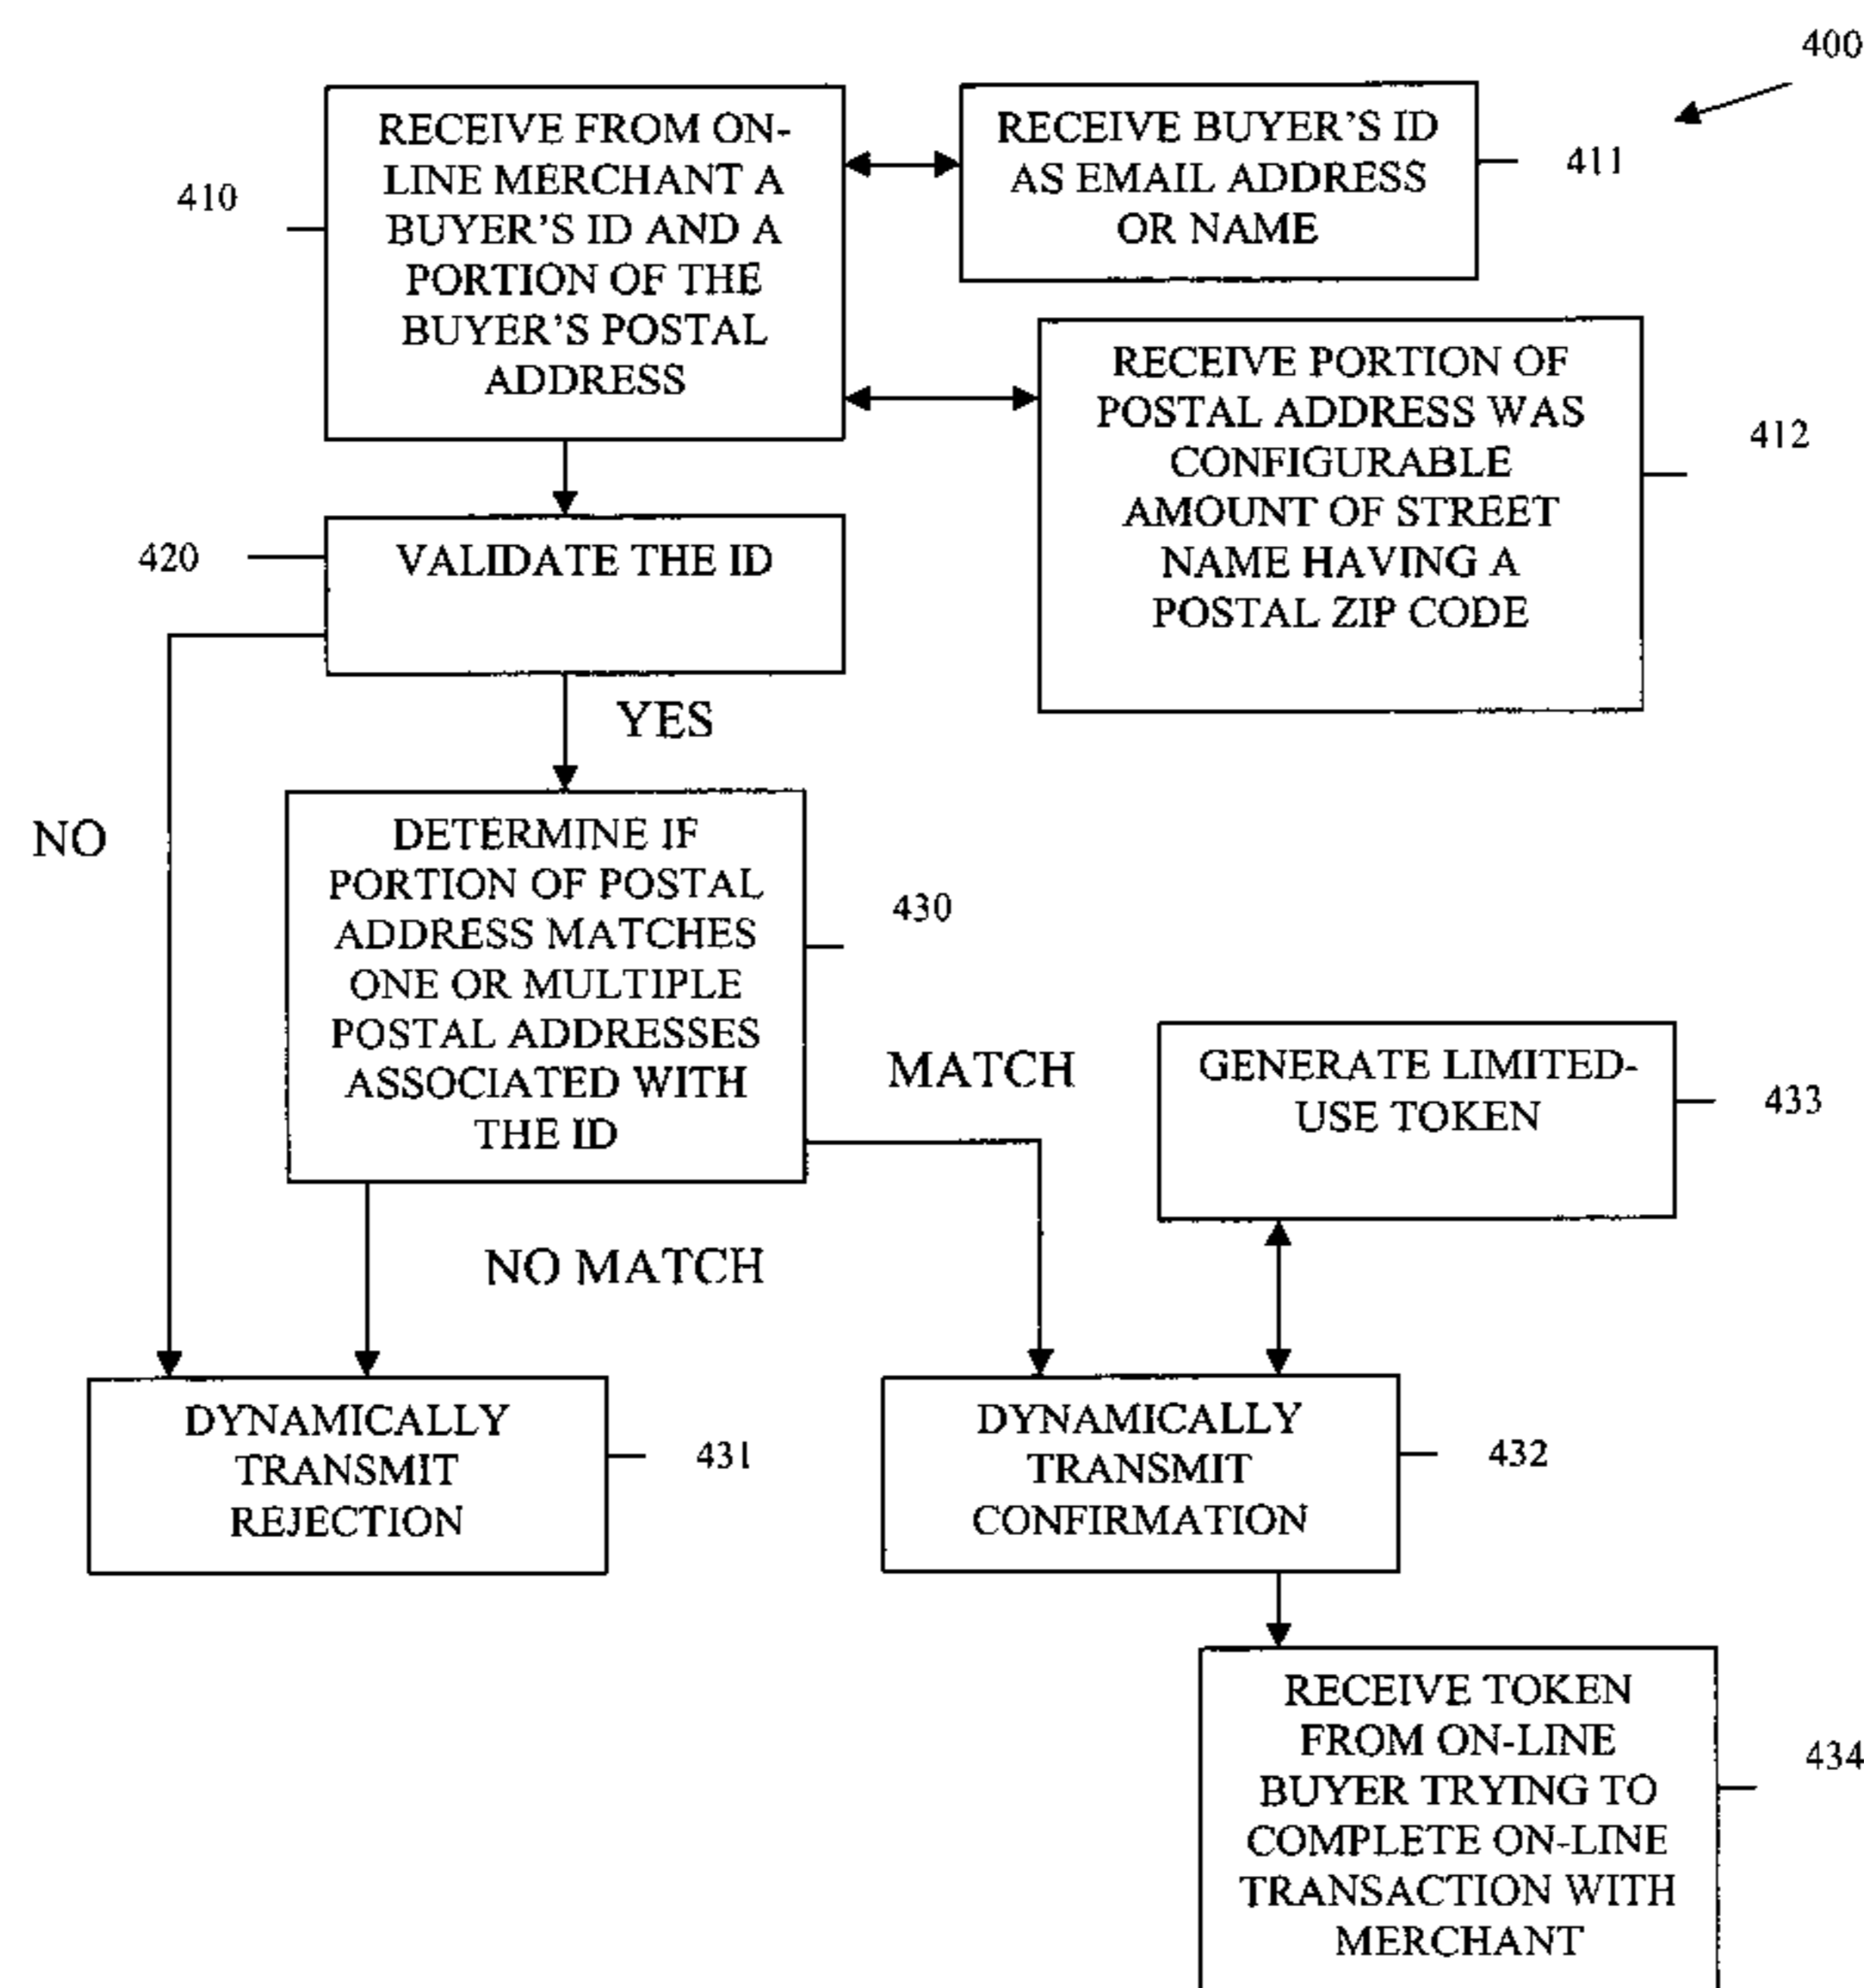 400
RECEIVE FROM ON-
LINE MERCHANT A
BUYER'S ID AND A
PORTION OF THE
BUYER'S POSTAL
ADDRESS
410
RECEIVE BUYER'S ID
AS EMAIL ADDRESS
OR NAME
411
RECEIVE PORTION OF
POSTAL ADDRESS WAS
CONFIGURABLE
AMOUNT OF STREET
NAME HAVING A
POSTAL ZIP CODE
412
420
VALIDATE THE ID
YES
NO
DETERMINE IF
PORTION OF POSTAL
ADDRESS MATCHES
ONE OR MULTIPLE
POSTAL ADDRESSES
ASSOCIATED WITH
THE ID
430
MATCH
GENERATE LIMITED-
USE TOKEN
433
NO MATCH
DYNAMICALLY
TRANSMIT
REJECTION
431
DYNAMICALLY
TRANSMIT
CONFIRMATION
432
RECEIVE TOKEN
FROM ON-LINE
BUYER TRYING TO
COMPLETE ON-LINE
TRANSACTION WITH
MERCHANT
434